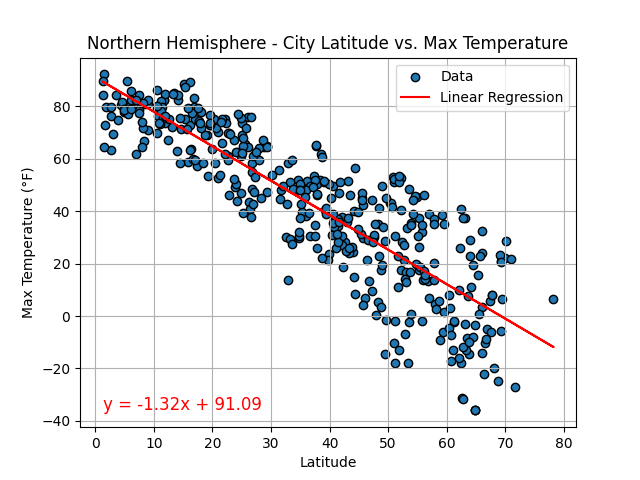 Northern Hemisphere - City Latitude vs. Max Temperature
Data
Linear Regression
Max Temperature (°F)
80
60
40
20
0
−20
−40
y = -1.32x + 91.09
0 10 20 30 40 50 60 70 80
Latitude